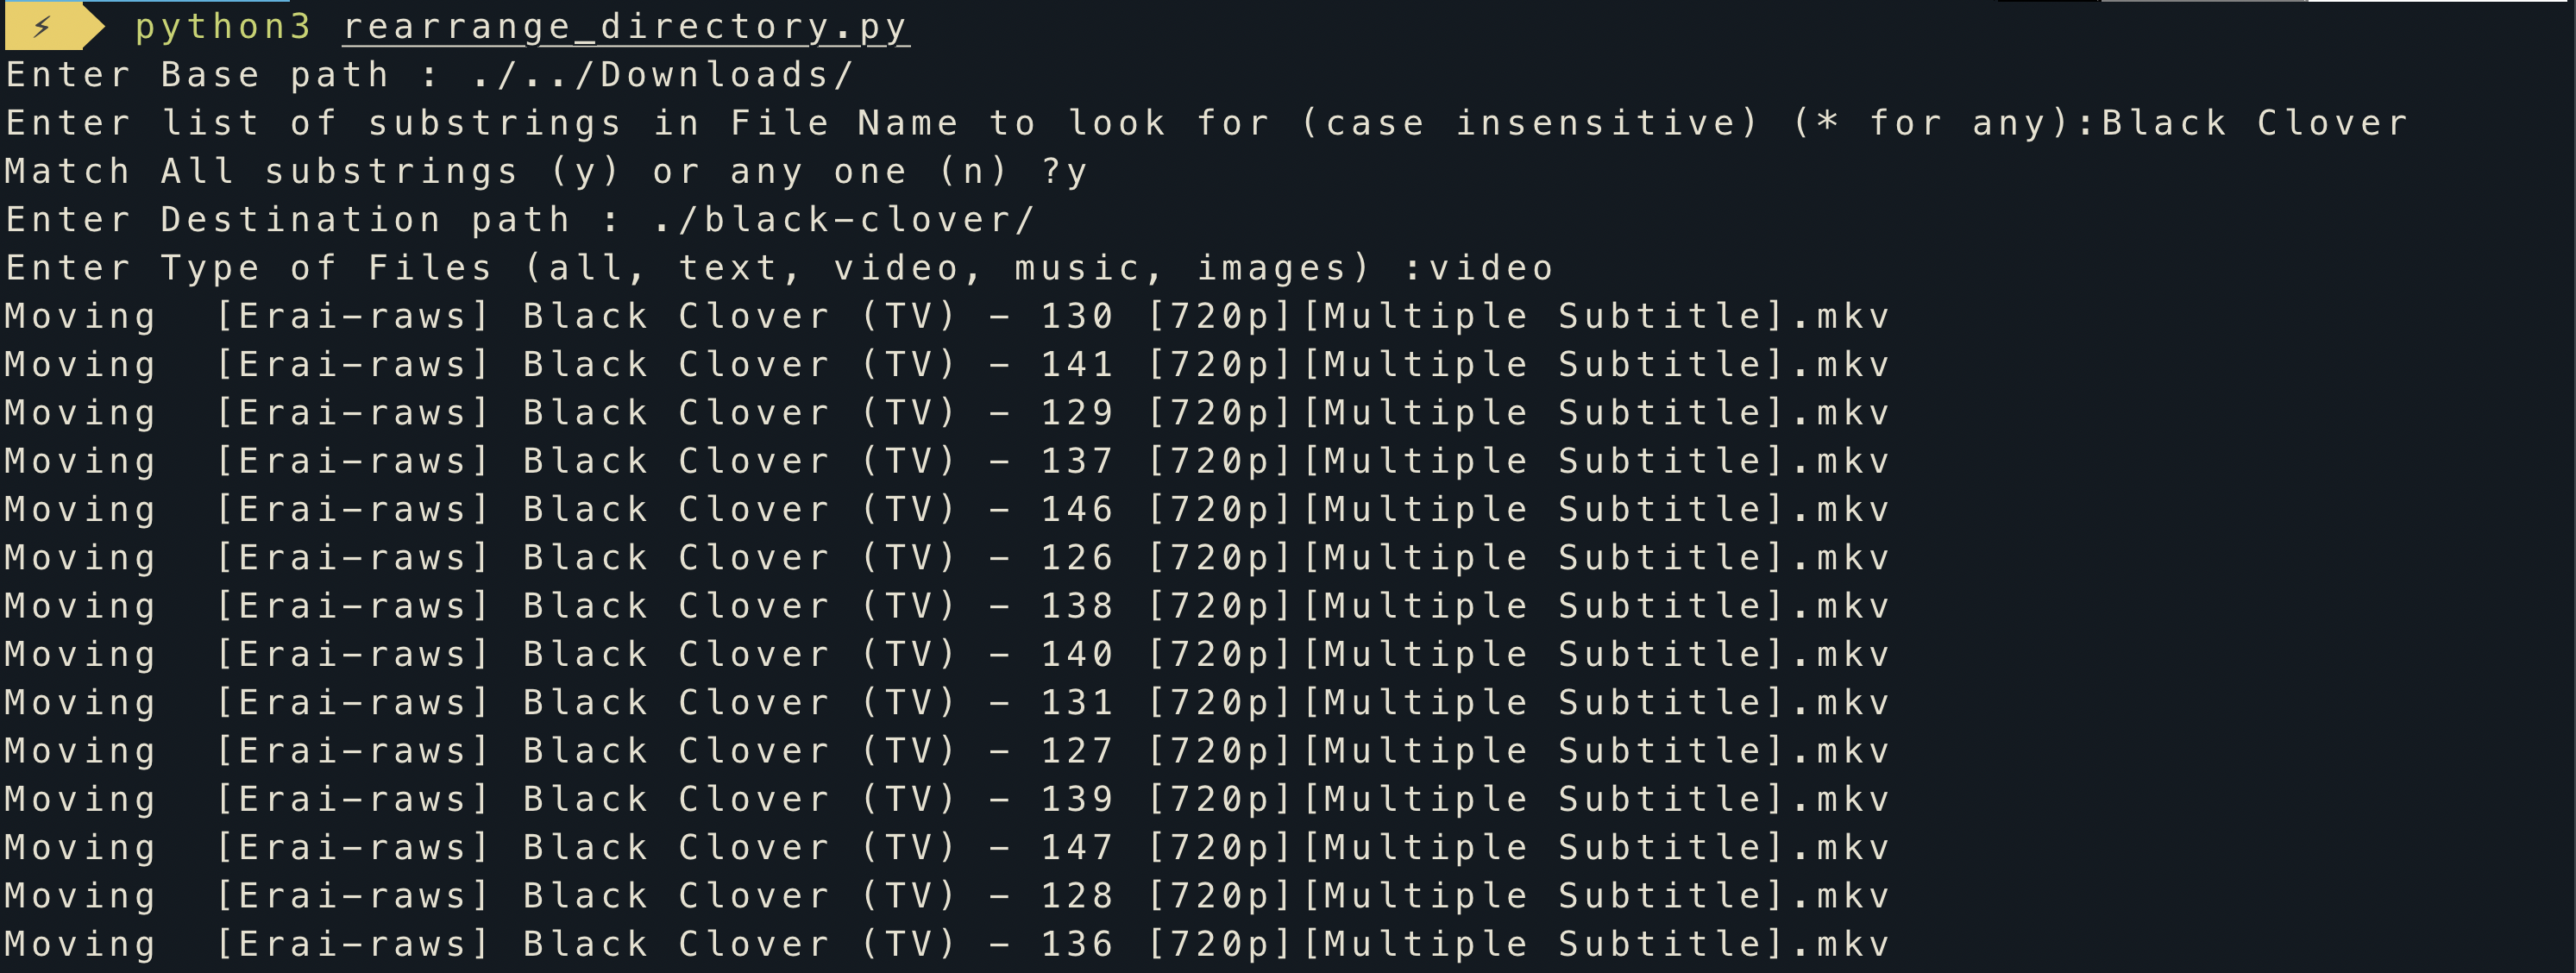 ⚡ python3 rearrange_directory.py
Enter Base path : ./../Downloads/
Enter list of substrings in File Name to look for (case insensitive) (* for any):Black Clover
Match All substrings (y) or any one (n) ?y
Enter Destination path : ./black-clover/
Enter Type of Files (all, text, video, music, images) :video
Moving  [Erai-raws] Black Clover (TV) - 130 [720p][Multiple Subtitle].mkv
Moving  [Erai-raws] Black Clover (TV) - 141 [720p][Multiple Subtitle].mkv
Moving  [Erai-raws] Black Clover (TV) - 129 [720p][Multiple Subtitle].mkv
Moving  [Erai-raws] Black Clover (TV) - 137 [720p][Multiple Subtitle].mkv
Moving  [Erai-raws] Black Clover (TV) - 146 [720p][Multiple Subtitle].mkv
Moving  [Erai-raws] Black Clover (TV) - 126 [720p][Multiple Subtitle].mkv
Moving  [Erai-raws] Black Clover (TV) - 138 [720p][Multiple Subtitle].mkv
Moving  [Erai-raws] Black Clover (TV) - 140 [720p][Multiple Subtitle].mkv
Moving  [Erai-raws] Black Clover (TV) - 131 [720p][Multiple Subtitle].mkv
Moving  [Erai-raws] Black Clover (TV) - 127 [720p][Multiple Subtitle].mkv
Moving  [Erai-raws] Black Clover (TV) - 139 [720p][Multiple Subtitle].mkv
Moving  [Erai-raws] Black Clover (TV) - 147 [720p][Multiple Subtitle].mkv
Moving  [Erai-raws] Black Clover (TV) - 128 [720p][Multiple Subtitle].mkv
Moving  [Erai-raws] Black Clover (TV) - 136 [720p][Multiple Subtitle].mkv